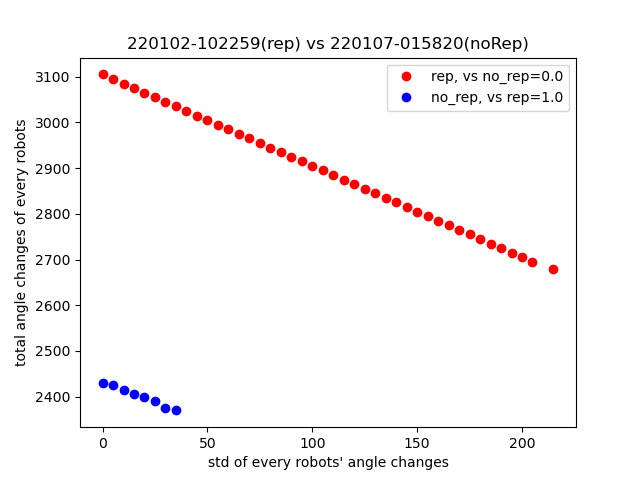 220102-102259(rep) vs 220107-015820(noRep)
rep, vs no_rep=0.0
no_rep, vs rep=1.0
total angle changes of every robots
3100
3000
2900
2800
2700
2600
2500
2400
0 50 100 150 200
std of every robots' angle changes